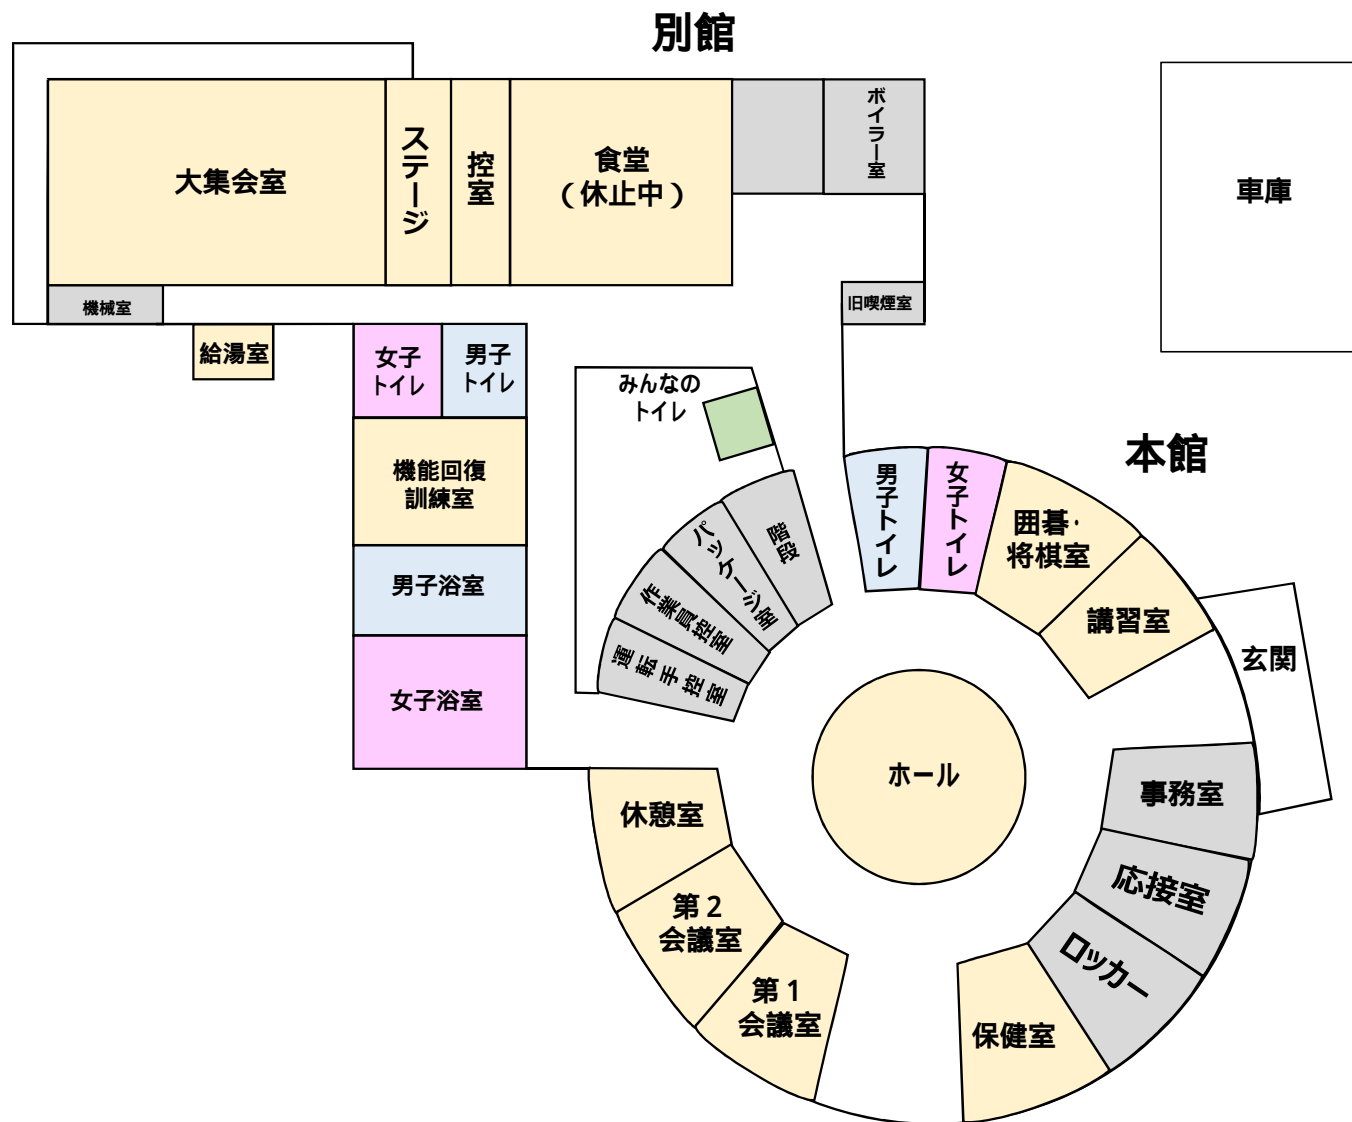 別館
大集会室
ステージ
控室
食堂
（休止中）
ボイラー室
車庫
機械室
旧喫煙室
給湯室
女子
トイレ
男子
トイレ
みんなの
トイレ
本館
機能回復
訓練室
男子トイレ
女子トイレ
囲碁・
将棋室
階段
パッケージ室
作業員控室
運転手控室
男子浴室
講習室
玄関
女子浴室
ホール
事務室
休憩室
応接室
第２
会議室
ロッカー
第１
会議室
保健室